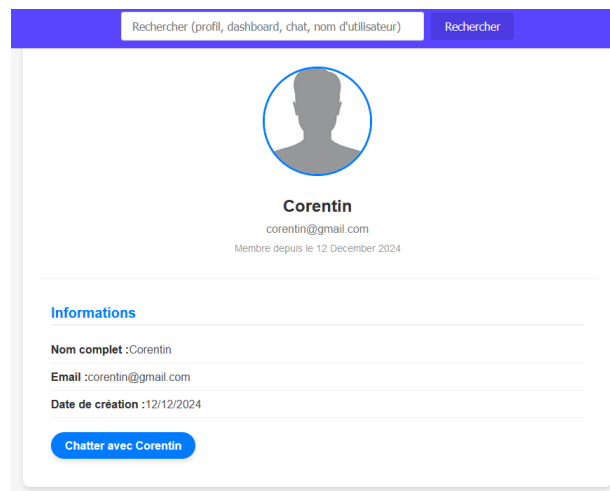 Rechercher (profil, dashboard, chat, nom d'utilisateur) Rechercher
Corentin
corentin@gmail.com
Membre depuis le 12 December 2024
Informations
Nom complet :Corentin
Email :corentin@gmail.com
Date de création :12/12/2024
Chatter avec Corentin